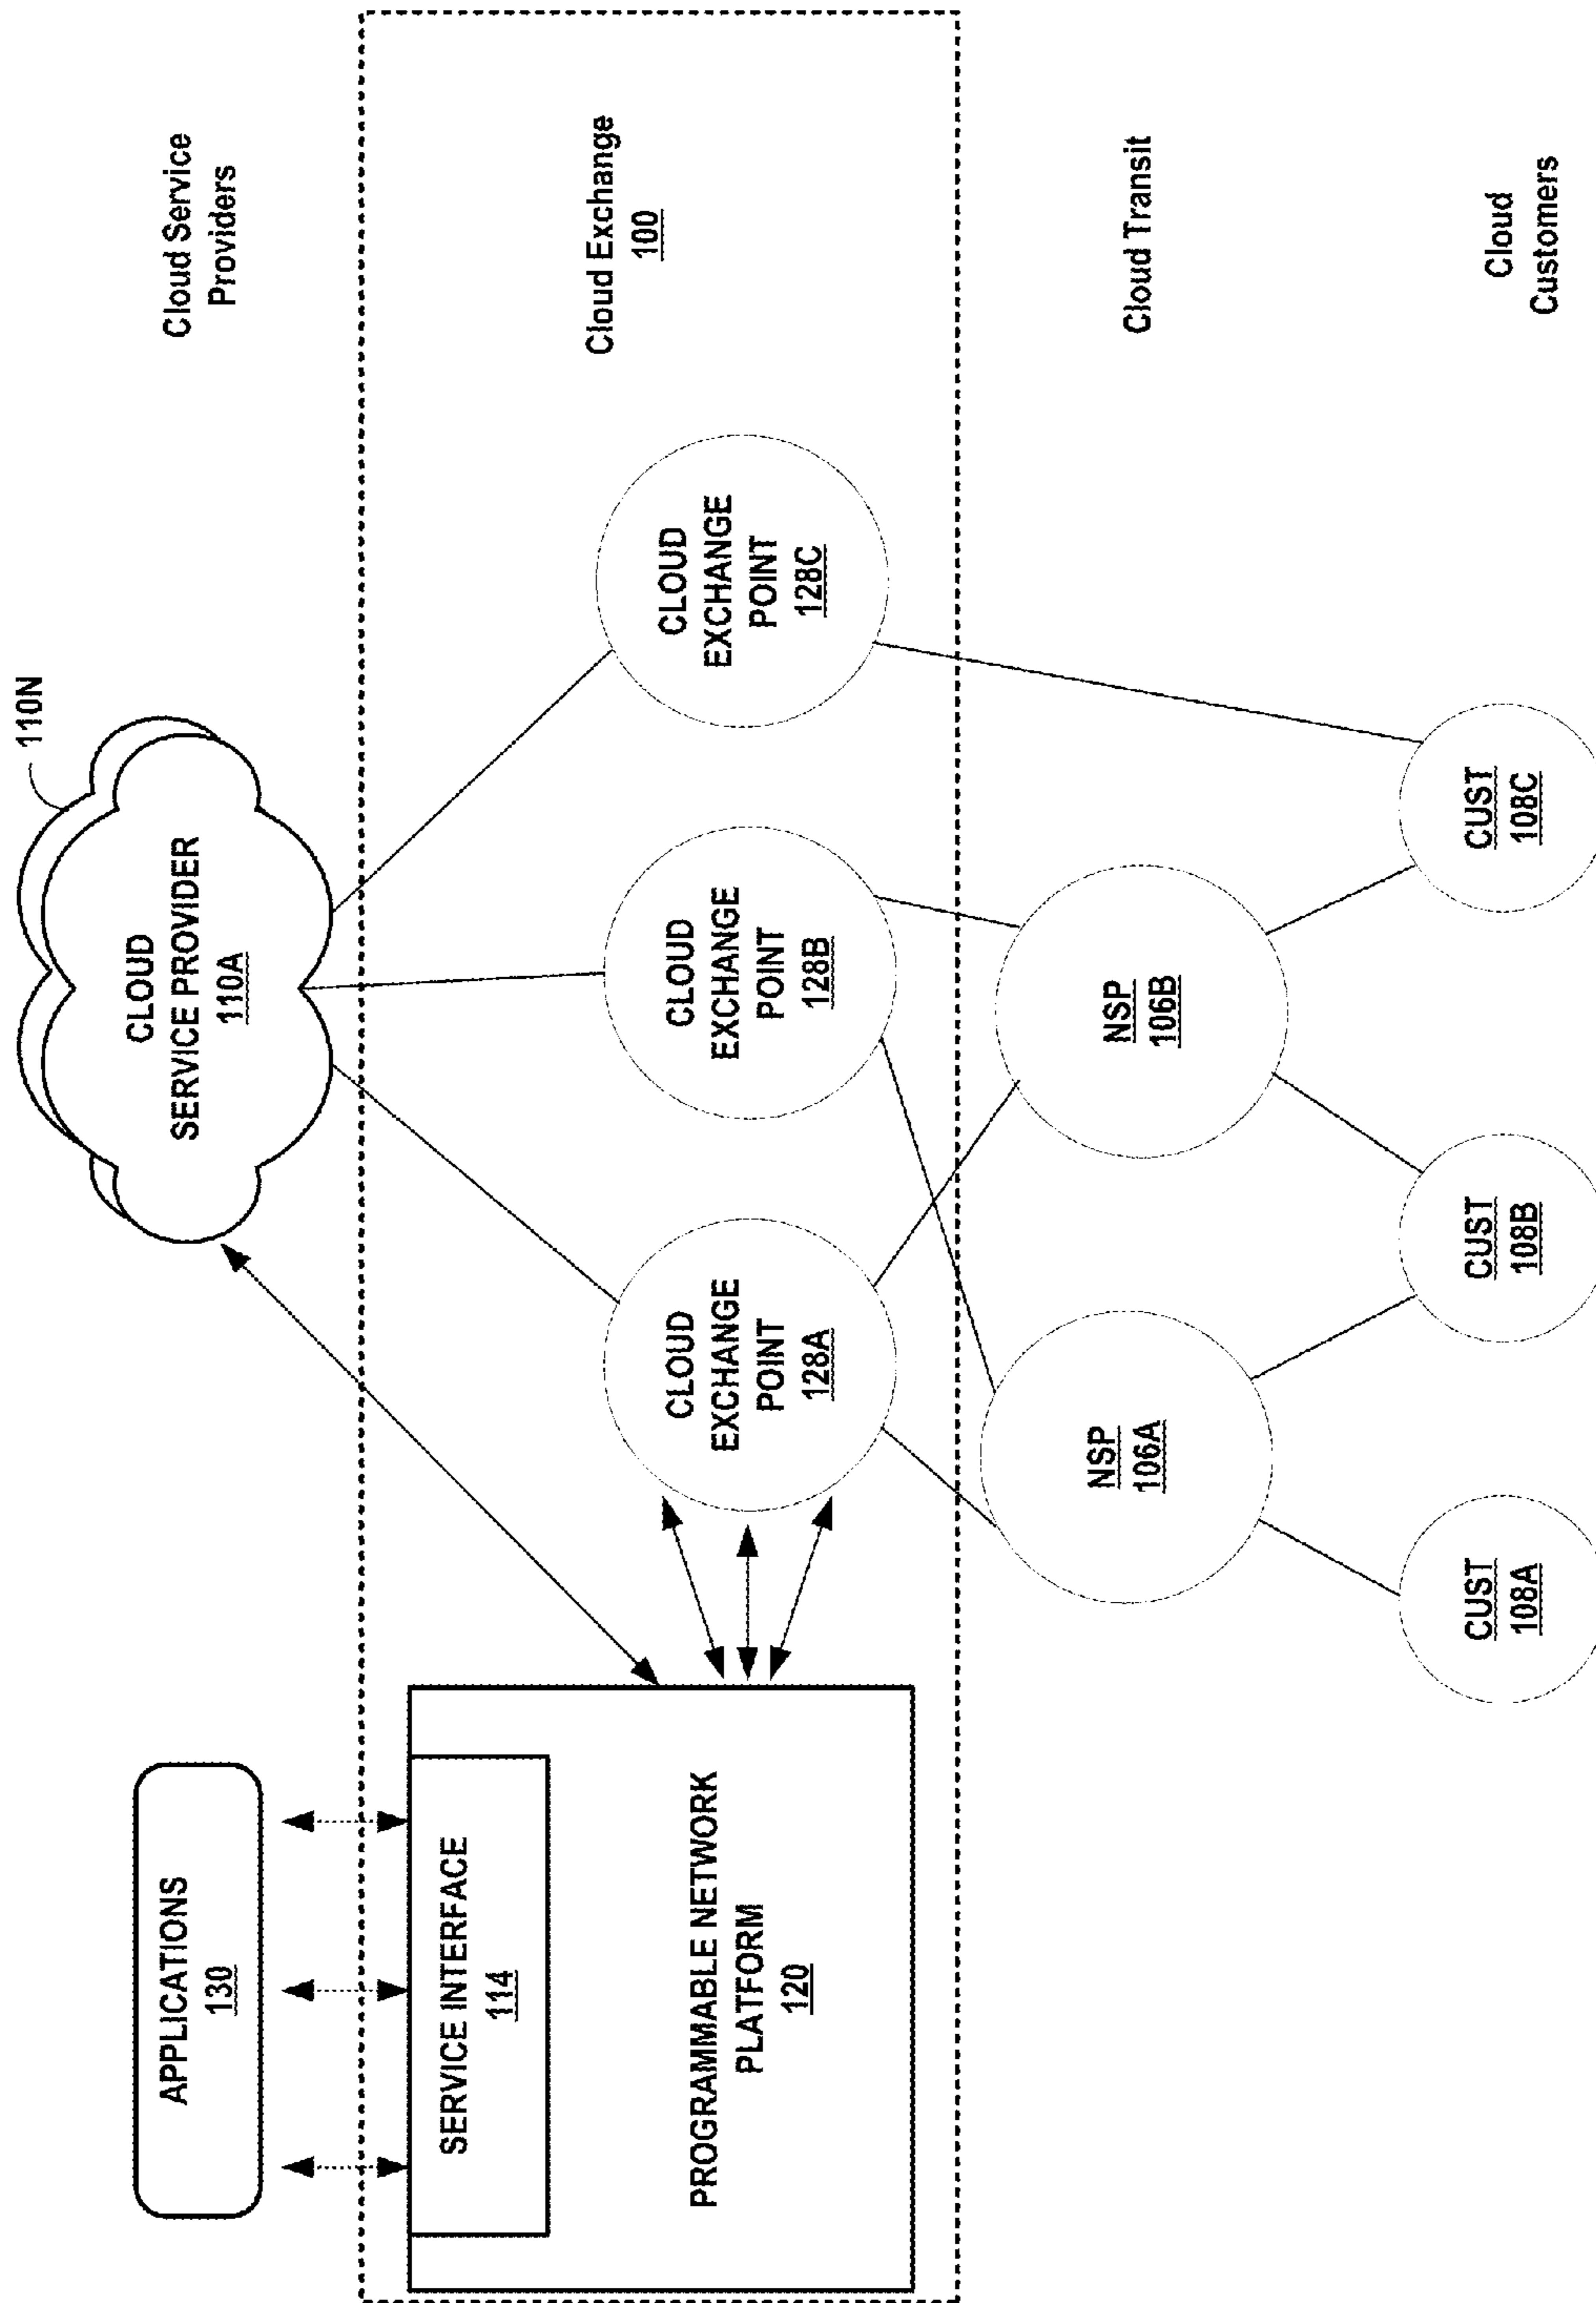 APPLICATIONS
130
CLOUD
SERVICE PROVIDER
110A
110N
Cloud Service
Providers
SERVICE INTERFACE
114
PROGRAMMABLE NETWORK
PLATFORM
120
CLOUD
EXCHANGE
POINT
128A
CLOUD
EXCHANGE
POINT
128B
CLOUD
EXCHANGE
POINT
128C
Cloud Exchange
100
NSP
106A
NSP
106B
Cloud Transit
CUST
108A
CUST
108B
CUST
108C
Cloud
Customers